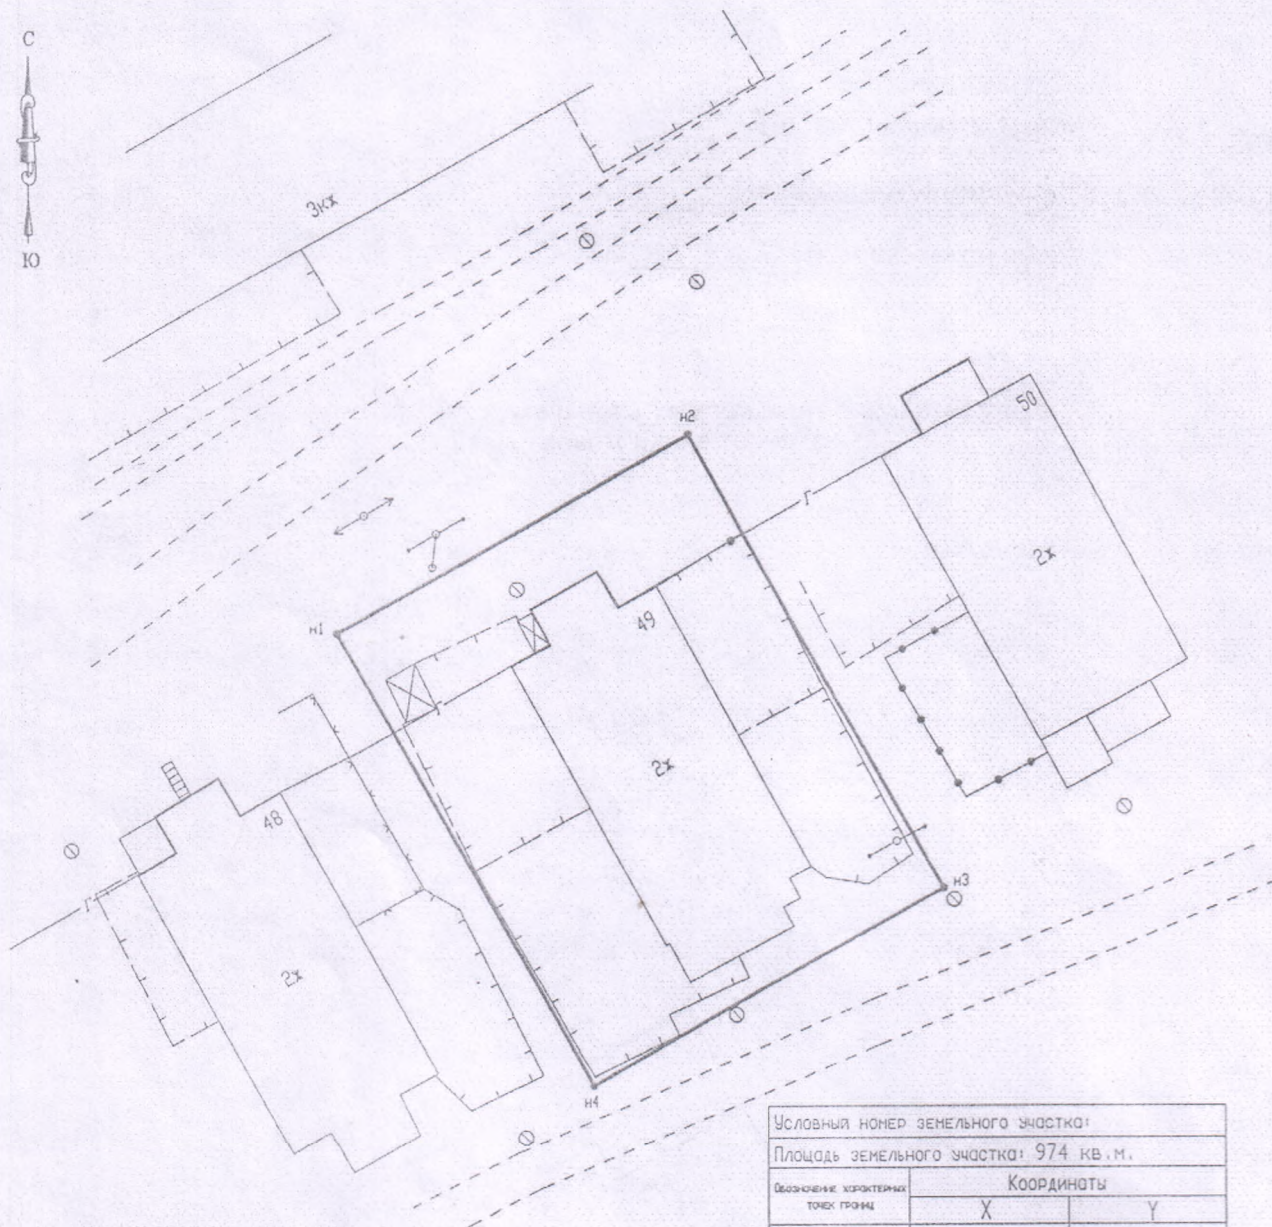 С
Ю
3кж
н2
50
2ж
н1
49
2ж
48
2ж
н3
н4
Г
Г
Условный номер земельного участка:
Площадь земельного участка: 974 кв.м.
Обозначение характерных точек границ
Координаты
X Y